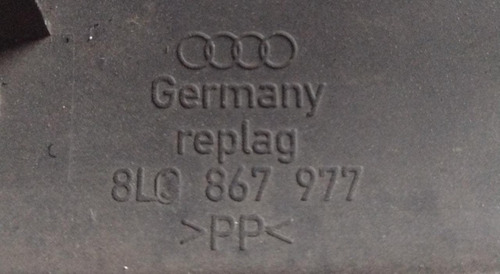 Germany
replag
8L0 867 977
>PP<